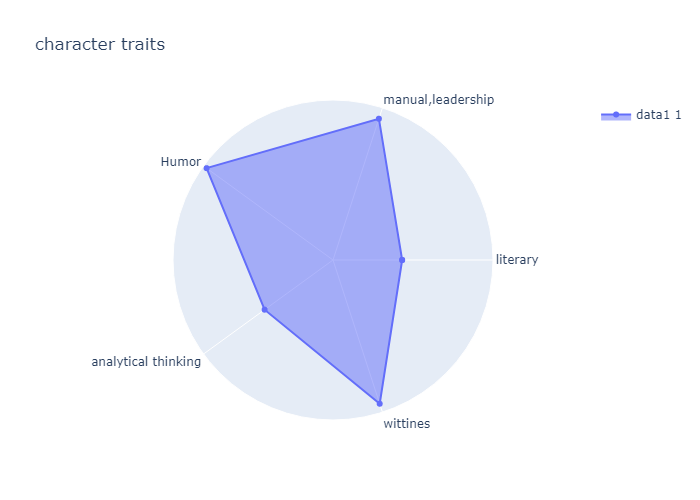 character traits
manual,leadership
data1 1
Humor
literary
analytical thinking
wittines